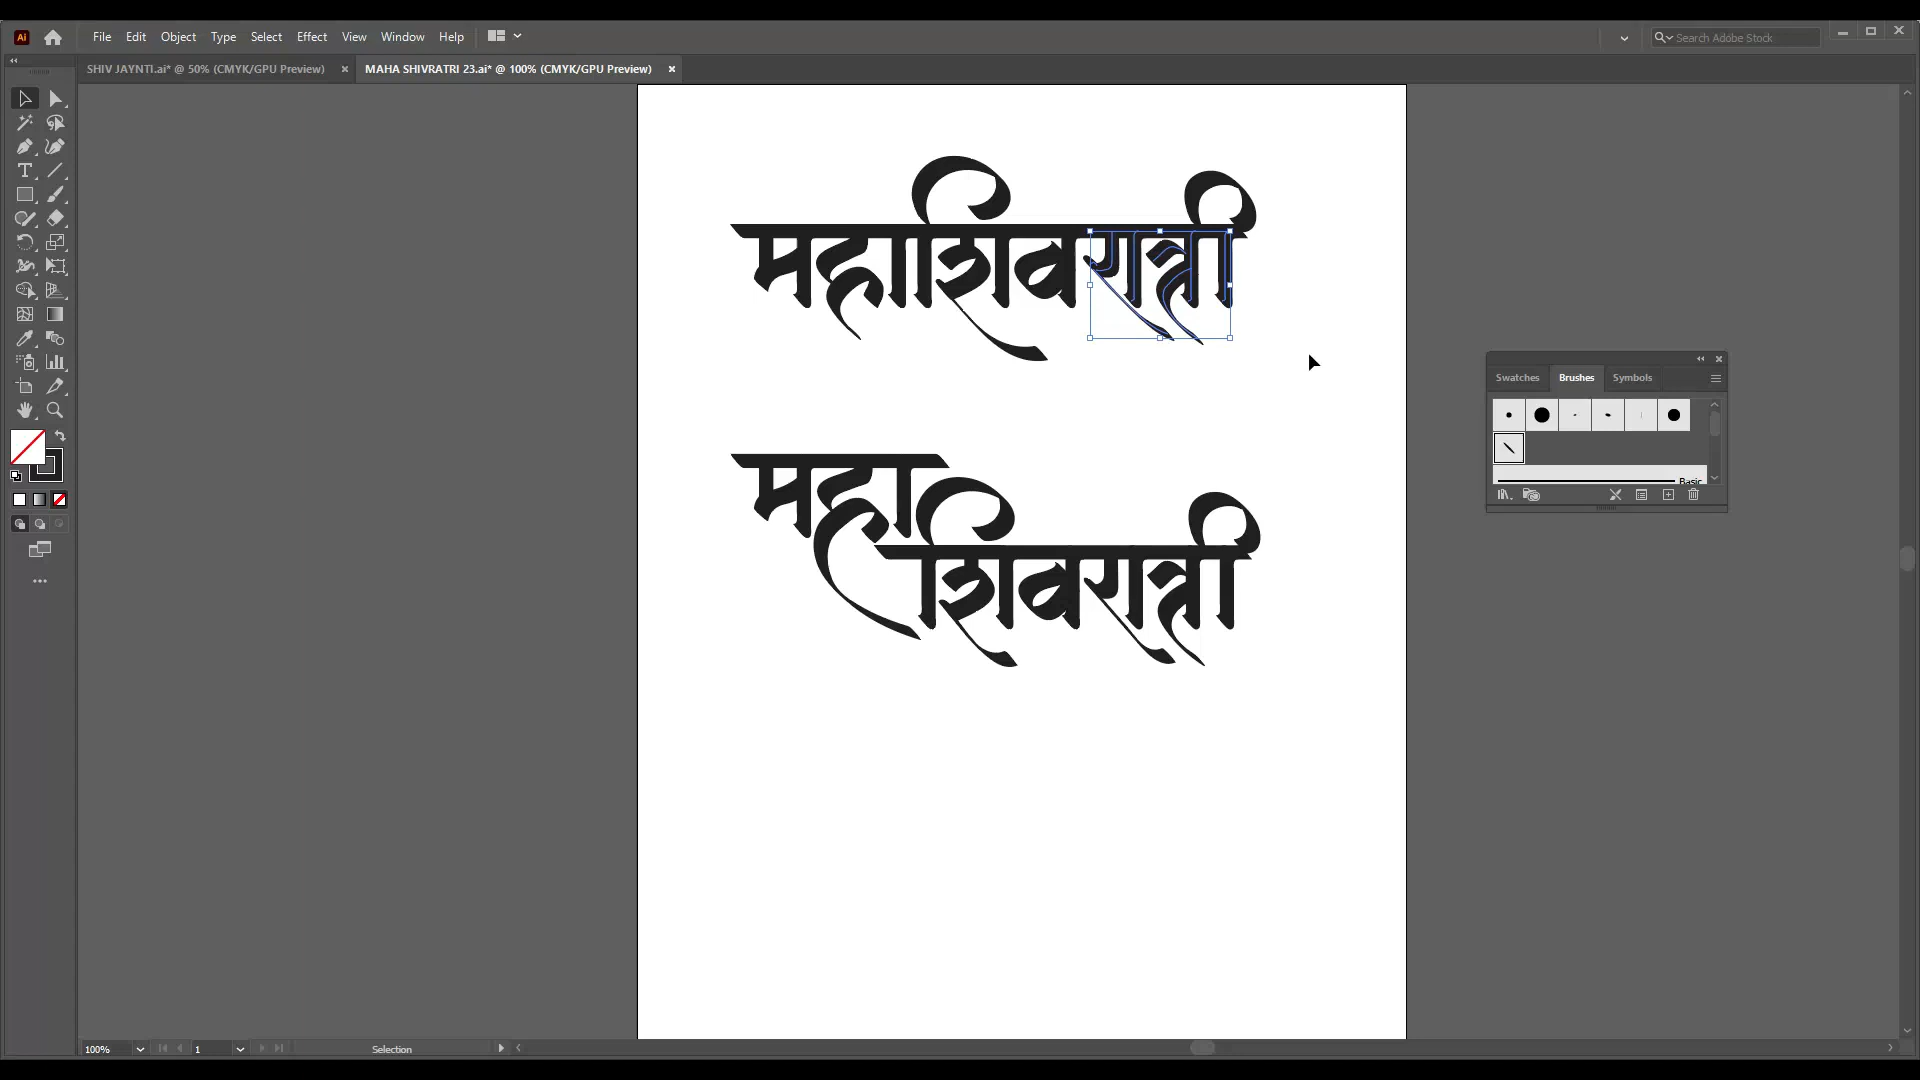 Ai File Edit Object Type Select Effect View Window Help Search Adobe Stock
SHIV JAYNTI.ai* @ 50% (CMYK/GPU Preview) × MAHA SHIVRATRI 23.ai* @ 100% (CMYK/GPU Preview) ×
महाशिवरात्री
Swatches Brushes Symbols
Basic
महा
शिवरात्री
100% 1 Selection